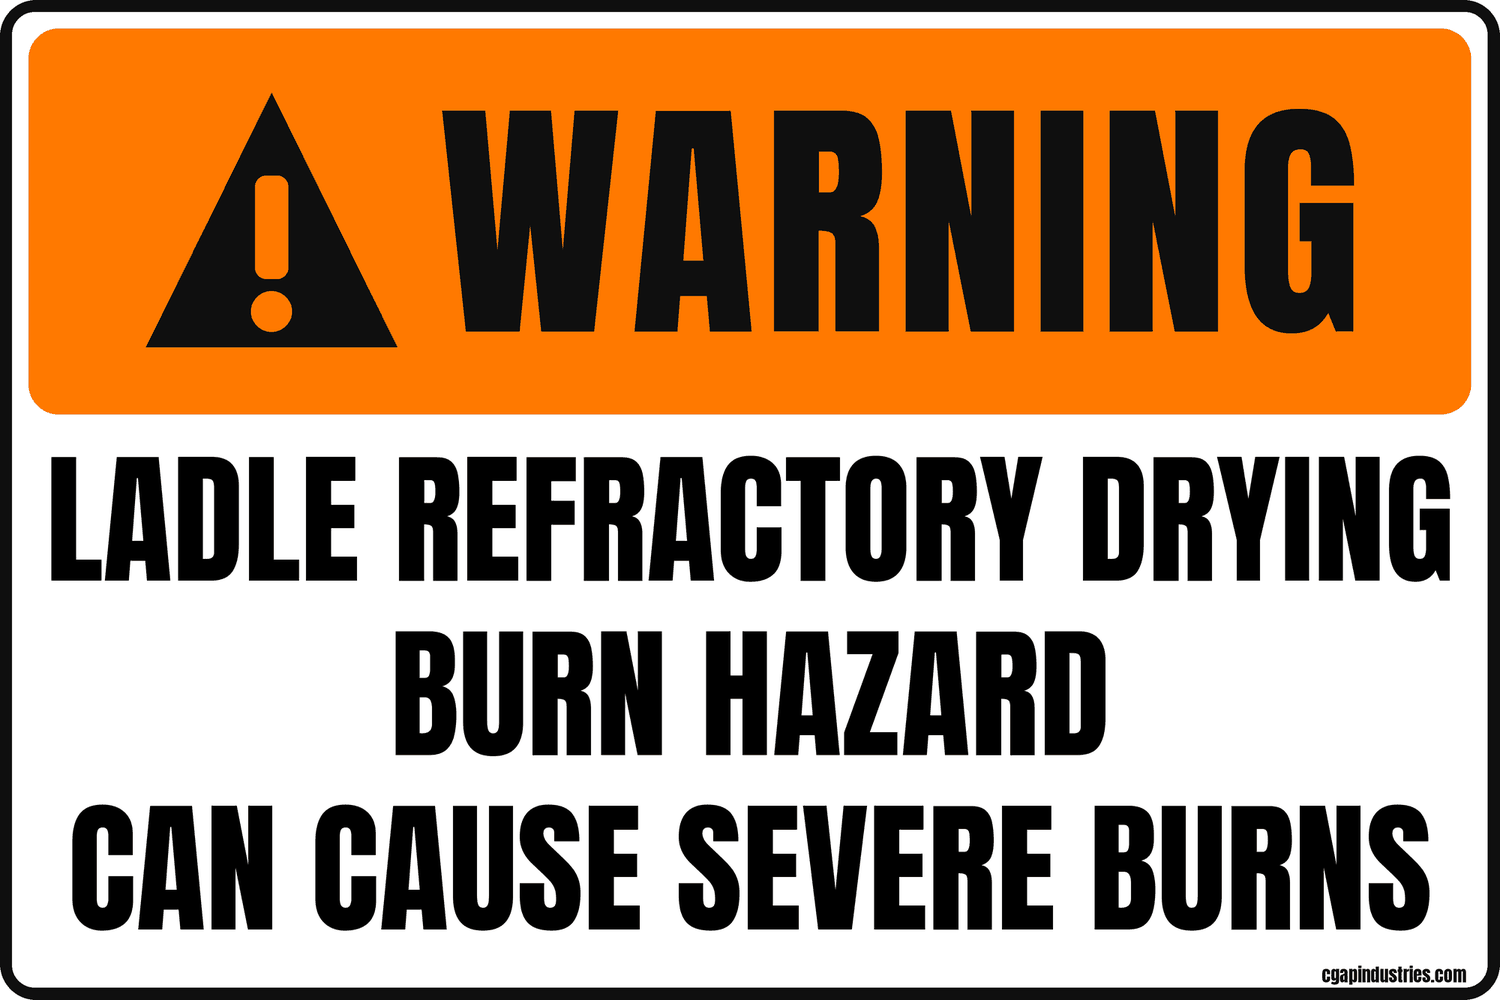 WARNING
LADLE REFRACTORY DRYING
BURN HAZARD
CAN CAUSE SEVERE BURNS
cgapindustries.com